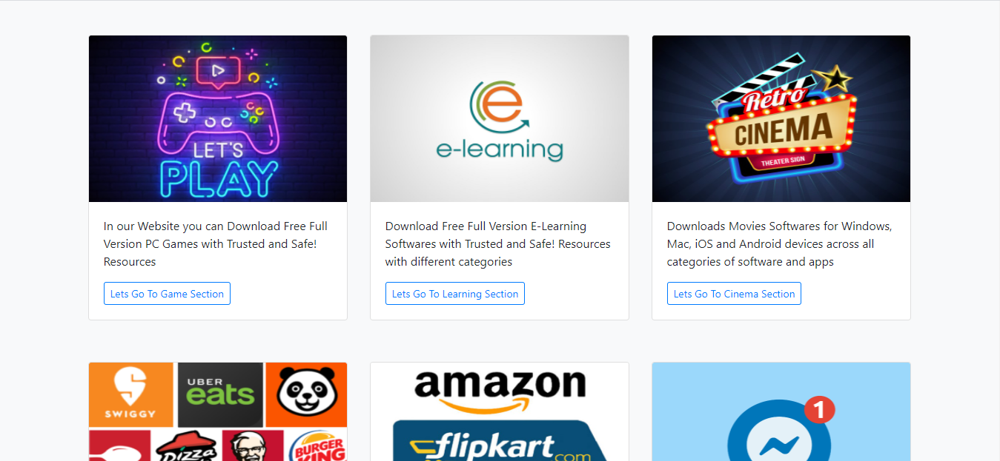 LET'S
PLAY
e
e-learning
Retro
CINEMA
THEATER SIGN
In our Website you can Download Free Full
Version PC Games with Trusted and Safe!
Resources
Lets Go To Game Section
Download Free Full Version E-Learning
Softwares with Trusted and Safe! Resources
with different categories
Lets Go To Learning Section
Downloads Movies Softwares for Windows,
Mac, iOS and Android devices across all
categories of software and apps
Lets Go To Cinema Section
SWIGGY
UBER
eats
Pizza
BURGER
KING
amazon
flipkart.com
1